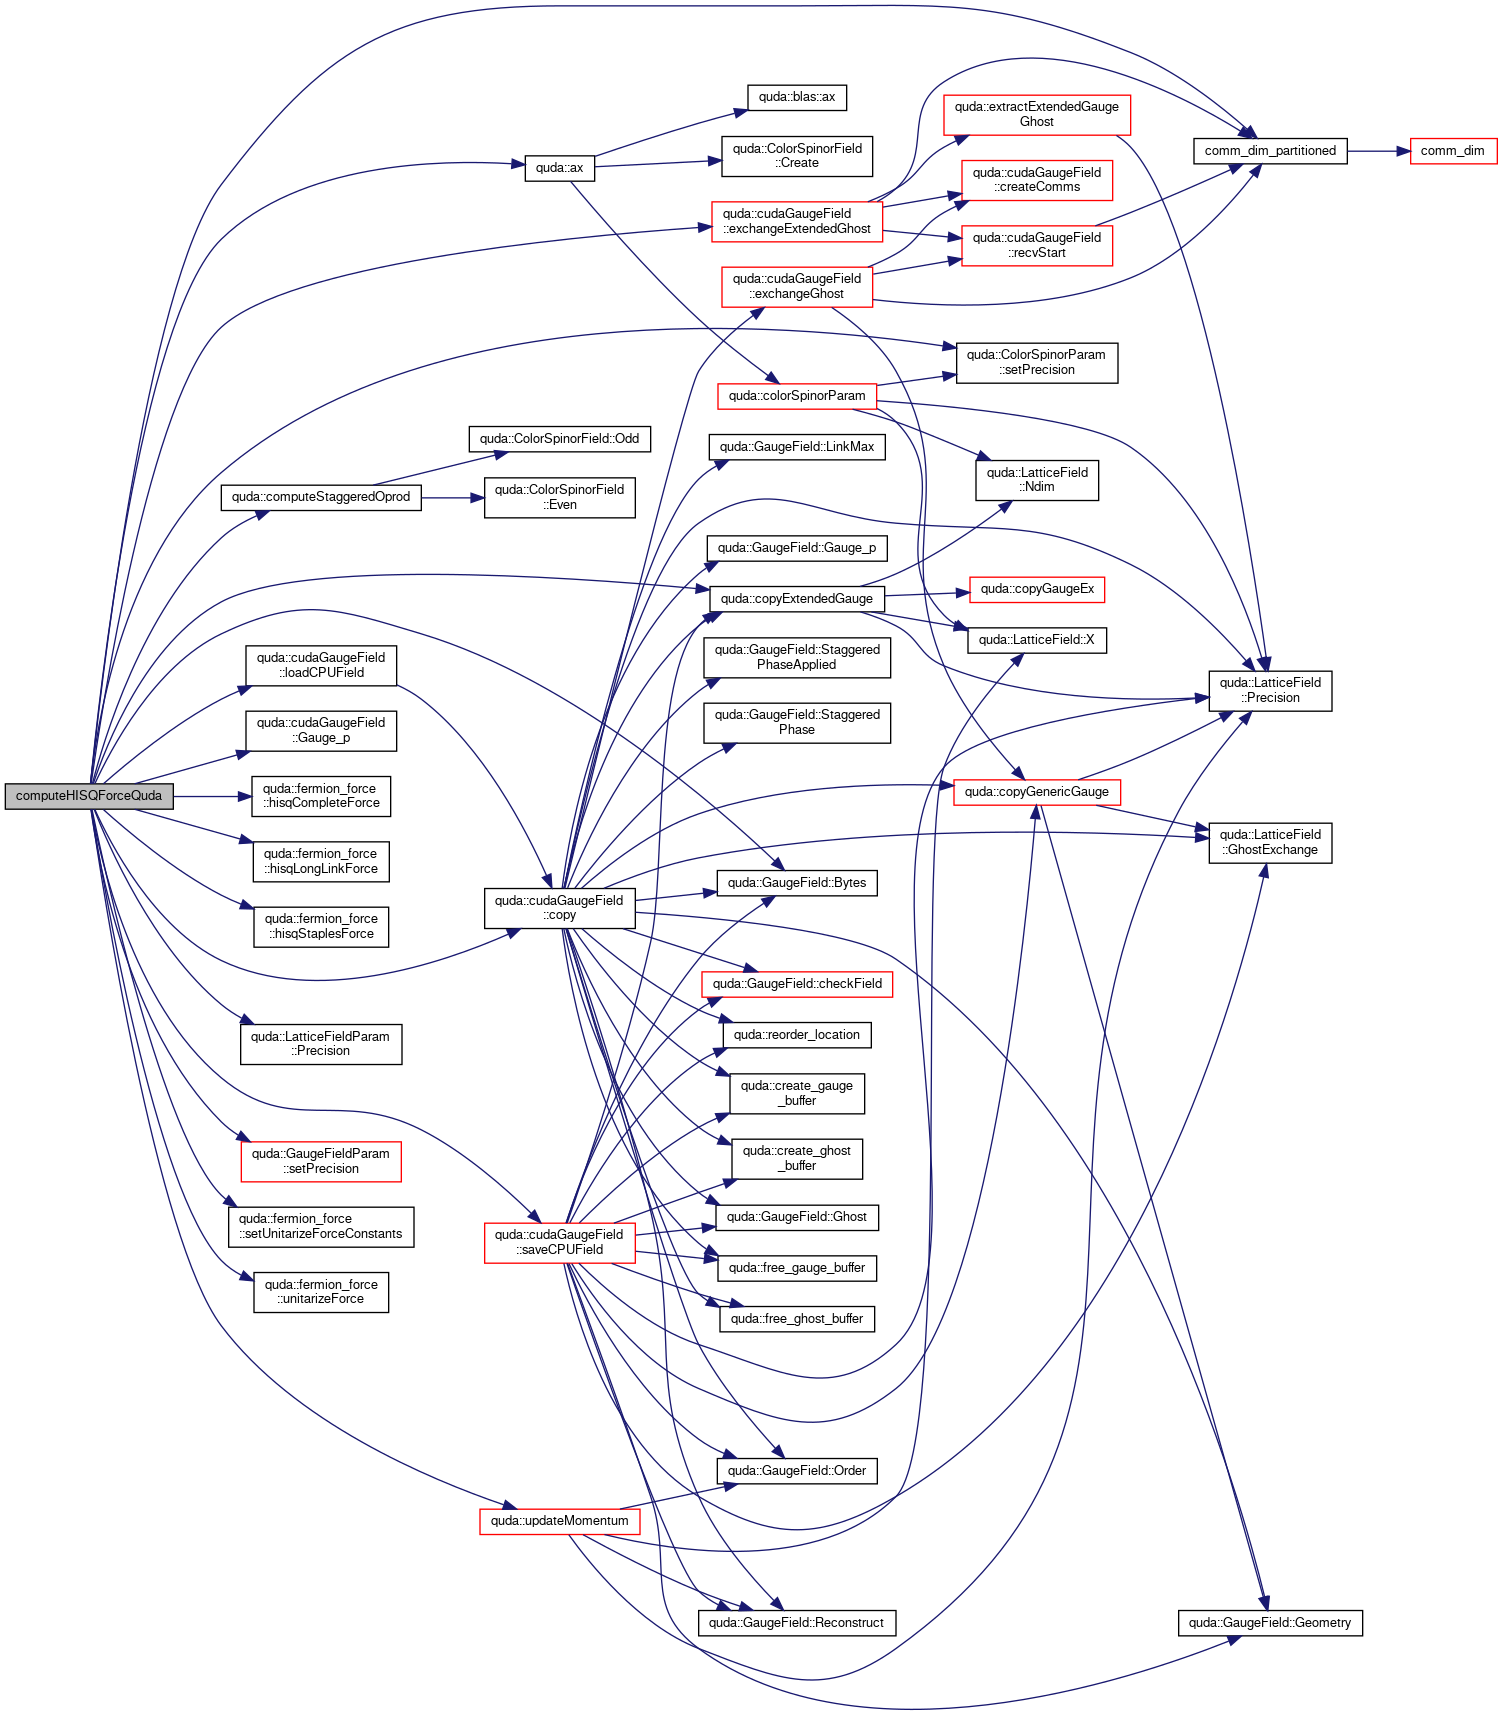 computeHISQForceQuda
quda::computeStaggeredOprod
quda::cudaGaugeField
::loadCPUField
quda::cudaGaugeField
::Gauge_p
quda::fermion_force
::hisqCompleteForce
quda::fermion_force
::hisqLongLinkForce
quda::fermion_force
::hisqStaplesForce
quda::LatticeFieldParam
::Precision
quda::GaugeFieldParam
::setPrecision
quda::fermion_force
::setUnitarizeForceConstants
quda::fermion_force
::unitarizeForce
quda::ax
quda::ColorSpinorField::Odd
quda::ColorSpinorField
::Even
quda::cudaGaugeField
::copy
quda::cudaGaugeField
::saveCPUField
quda::updateMomentum
quda::blas::ax
quda::ColorSpinorField
::Create
quda::cudaGaugeField
::exchangeExtendedGhost
quda::cudaGaugeField
::exchangeGhost
quda::colorSpinorParam
quda::GaugeField::LinkMax
quda::GaugeField::Gauge_p
quda::copyExtendedGauge
quda::GaugeField::Staggered
PhaseApplied
quda::GaugeField::Staggered
Phase
quda::GaugeField::Bytes
quda::GaugeField::checkField
quda::reorder_location
quda::create_gauge
_buffer
quda::create_ghost
_buffer
quda::GaugeField::Ghost
quda::free_gauge_buffer
quda::free_ghost_buffer
quda::GaugeField::Order
quda::GaugeField::Reconstruct
quda::extractExtendedGauge
Ghost
quda::cudaGaugeField
::createComms
quda::cudaGaugeField
::recvStart
quda::ColorSpinorParam
::setPrecision
quda::LatticeField
::Ndim
quda::copyGaugeEx
quda::LatticeField::X
quda::copyGenericGauge
comm_dim_partitioned
quda::LatticeField
::Precision
quda::LatticeField
::GhostExchange
quda::GaugeField::Geometry
comm_dim